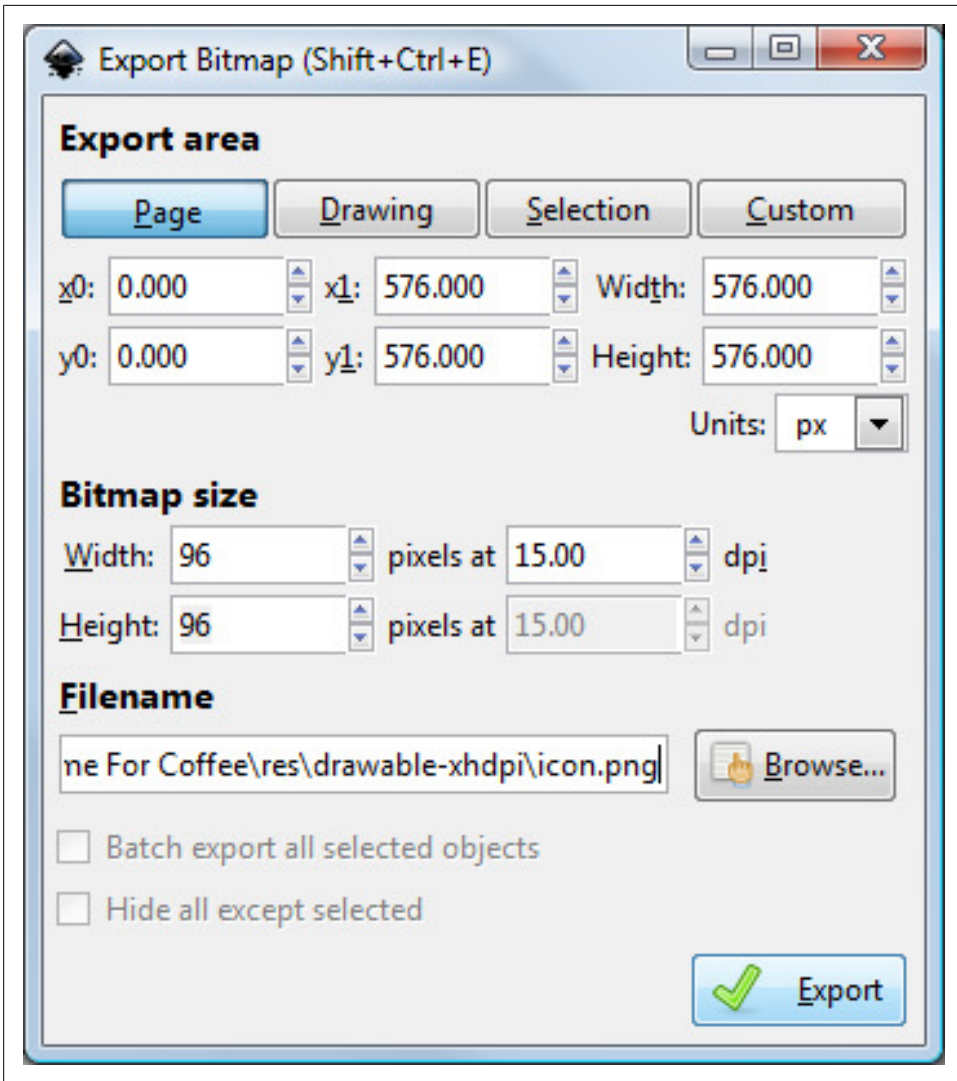 Export Bitmap (Shift+Ctrl+E)
Export area
Page Drawing Selection Custom
x0: 0.000 x1: 576.000 Width: 576.000
y0: 0.000 y1: 576.000 Height: 576.000
Units: px
Bitmap size
Width: 96 pixels at 15.00 dpi
Height: 96 pixels at 15.00 dpi
Filename
ne For Coffee\res\drawable-xhdpi\icon.png Browse...
Batch export all selected objects
Hide all except selected
Export